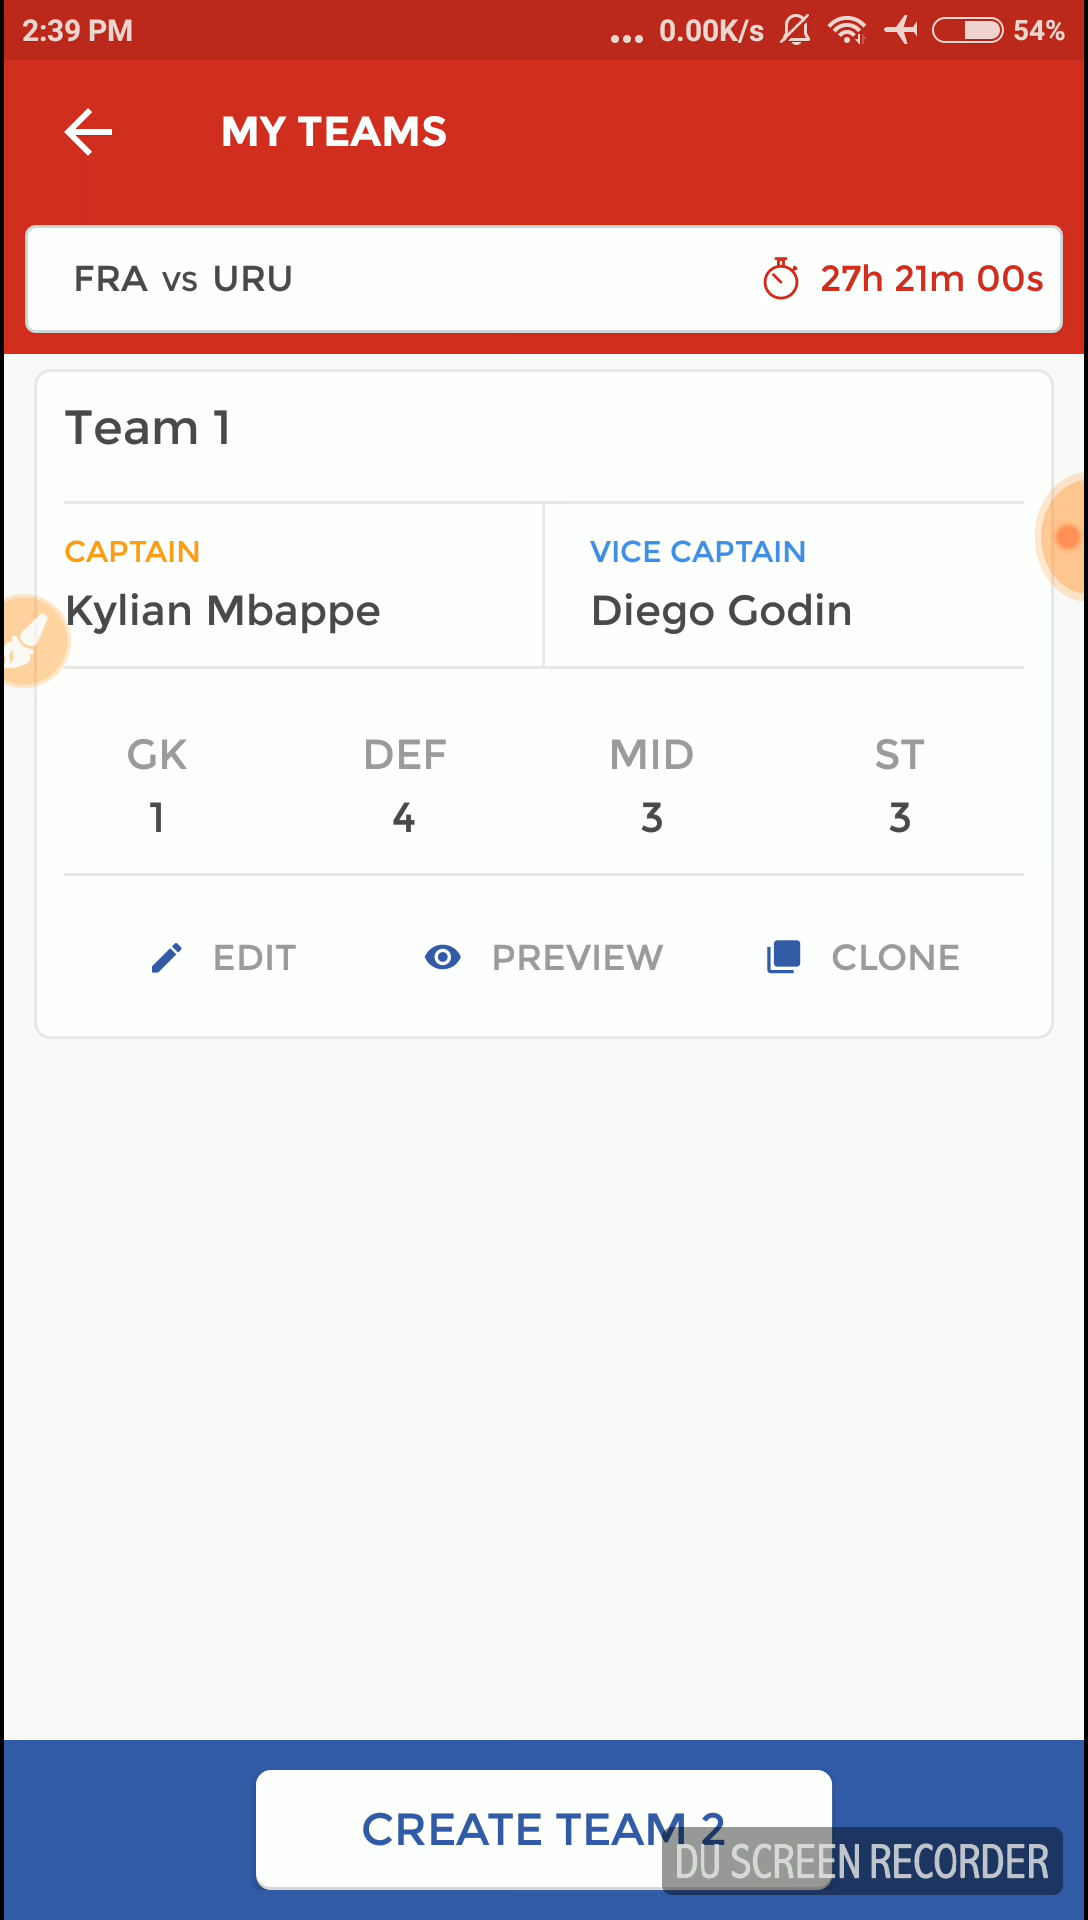 2:39 PM ... 0.00K/s 54%
MY TEAMS
FRA vs URU 27h 21m 00s
Team 1
CAPTAIN VICE CAPTAIN
Kylian Mbappe Diego Godin
GK DEF MID ST
1 4 3 3
EDIT PREVIEW CLONE
CREATE TEAM 2
DU SCREEN RECORDER